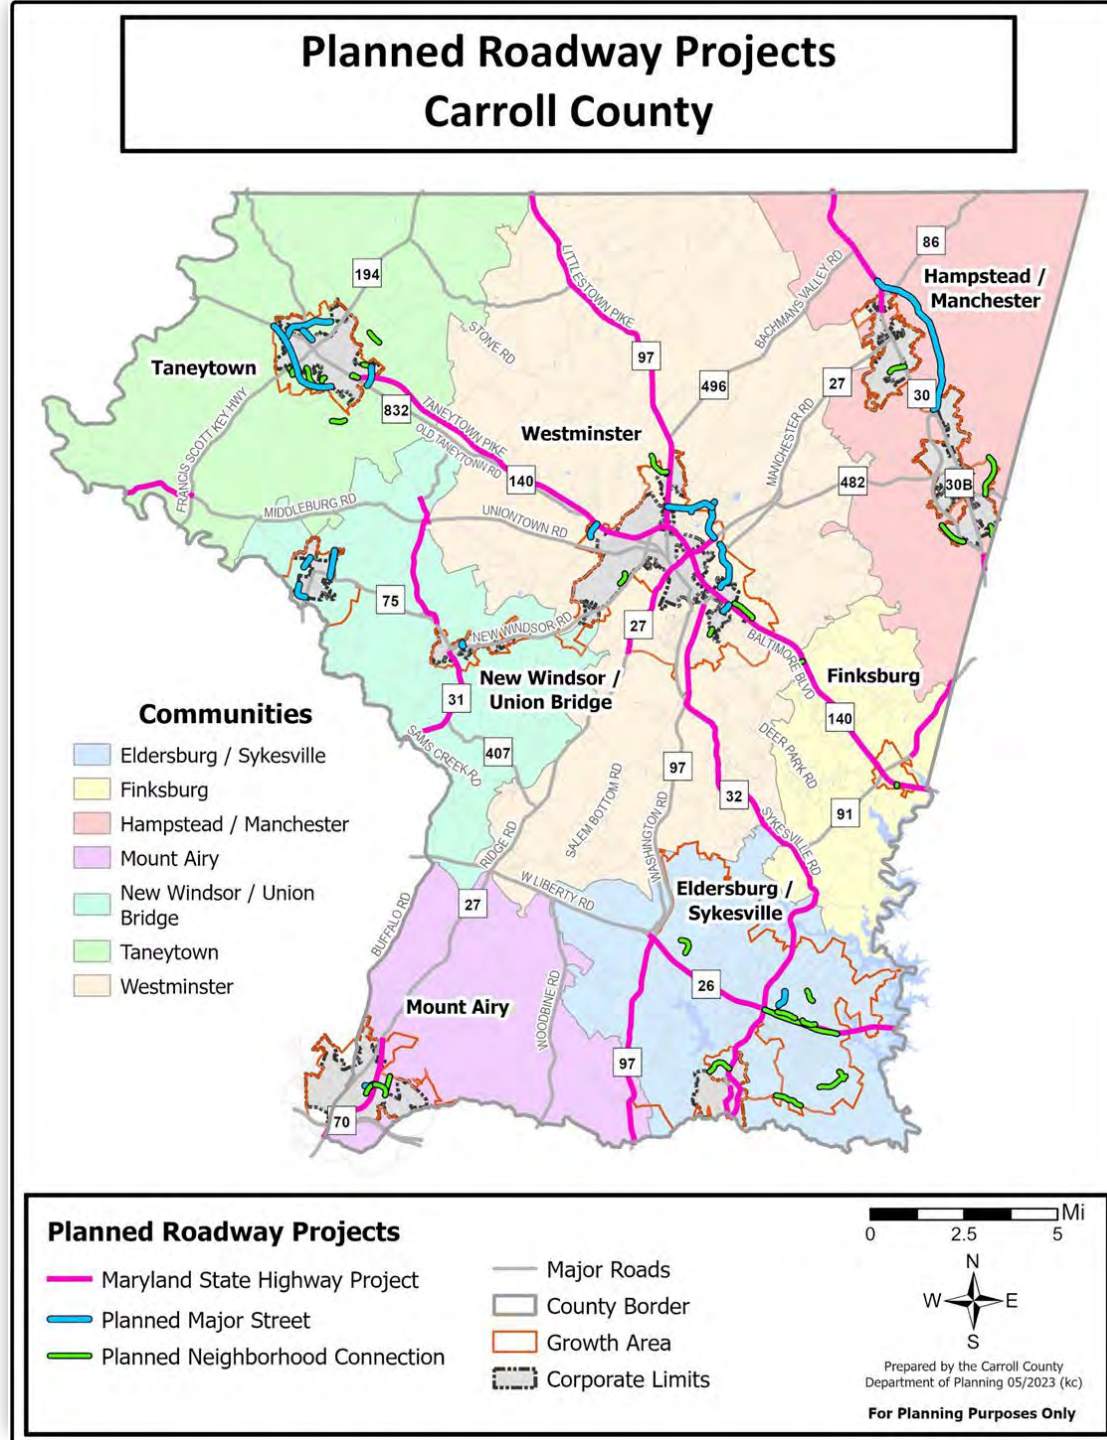 Planned Roadway Projects
Carroll County
86
Hampstead /
Manchester
194
LITTLESTOWN PIKE
BACHMANS VALLEY RD
STONE RD
97
Taneytown
496
27
30
FRANCIS SCOTT KEY HWY
832
TANEYTOWN PIKE
OLD TANEYTOWN RD
Westminster
MANCHESTER RD
140
482
30B
MIDDLEBURG RD
UNIONTOWN RD
75
NEW WINDSOR RD
27
BALTIMORE BLVD
Finksburg
New Windsor /
Union Bridge
31
140
SAMS CREEK RD
407
DEER PARK RD
97
32
SALEM BOTTOM RD
WASHINGTON RD
SYKESVILLE RD
91
RIDGE RD
W LIBERTY RD
Eldersburg /
Sykesville
27
BUFFALO RD
26
Mount Airy
WOODBINE RD
97
70
Communities
Eldersburg / Sykesville
Finksburg
Hampstead / Manchester
Mount Airy
New Windsor / Union
Bridge
Taneytown
Westminster
Planned Roadway Projects
Maryland State Highway Project
Planned Major Street
Planned Neighborhood Connection
Major Roads
County Border
Growth Area
Corporate Limits
Mi
0 2.5 5
N
W E
S
Prepared by the Carroll County
Department of Planning 05/2023 (kc)
For Planning Purposes Only